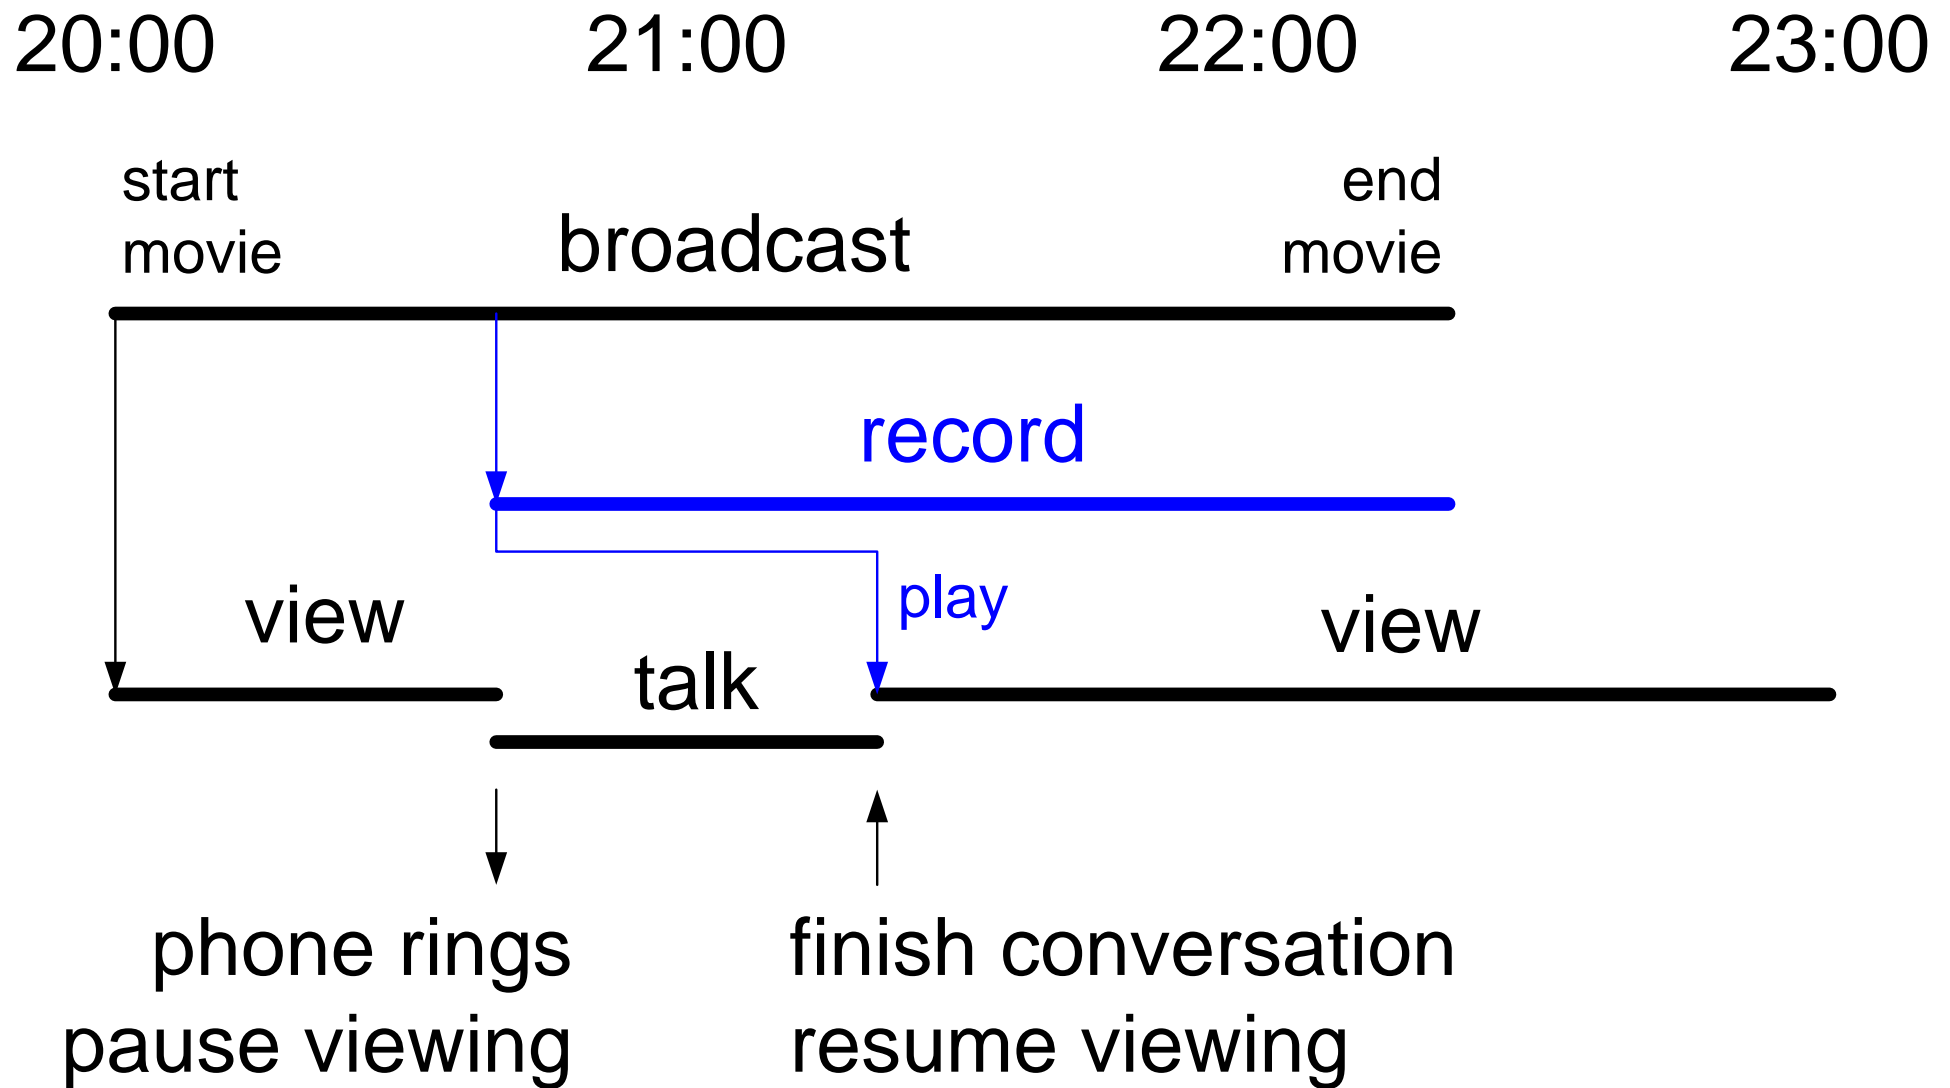 20:00 21:00 22:00 23:00
start
movie
broadcast
end
movie
record
view
play
view
talk
phone rings
pause viewing
finish conversation
resume viewing